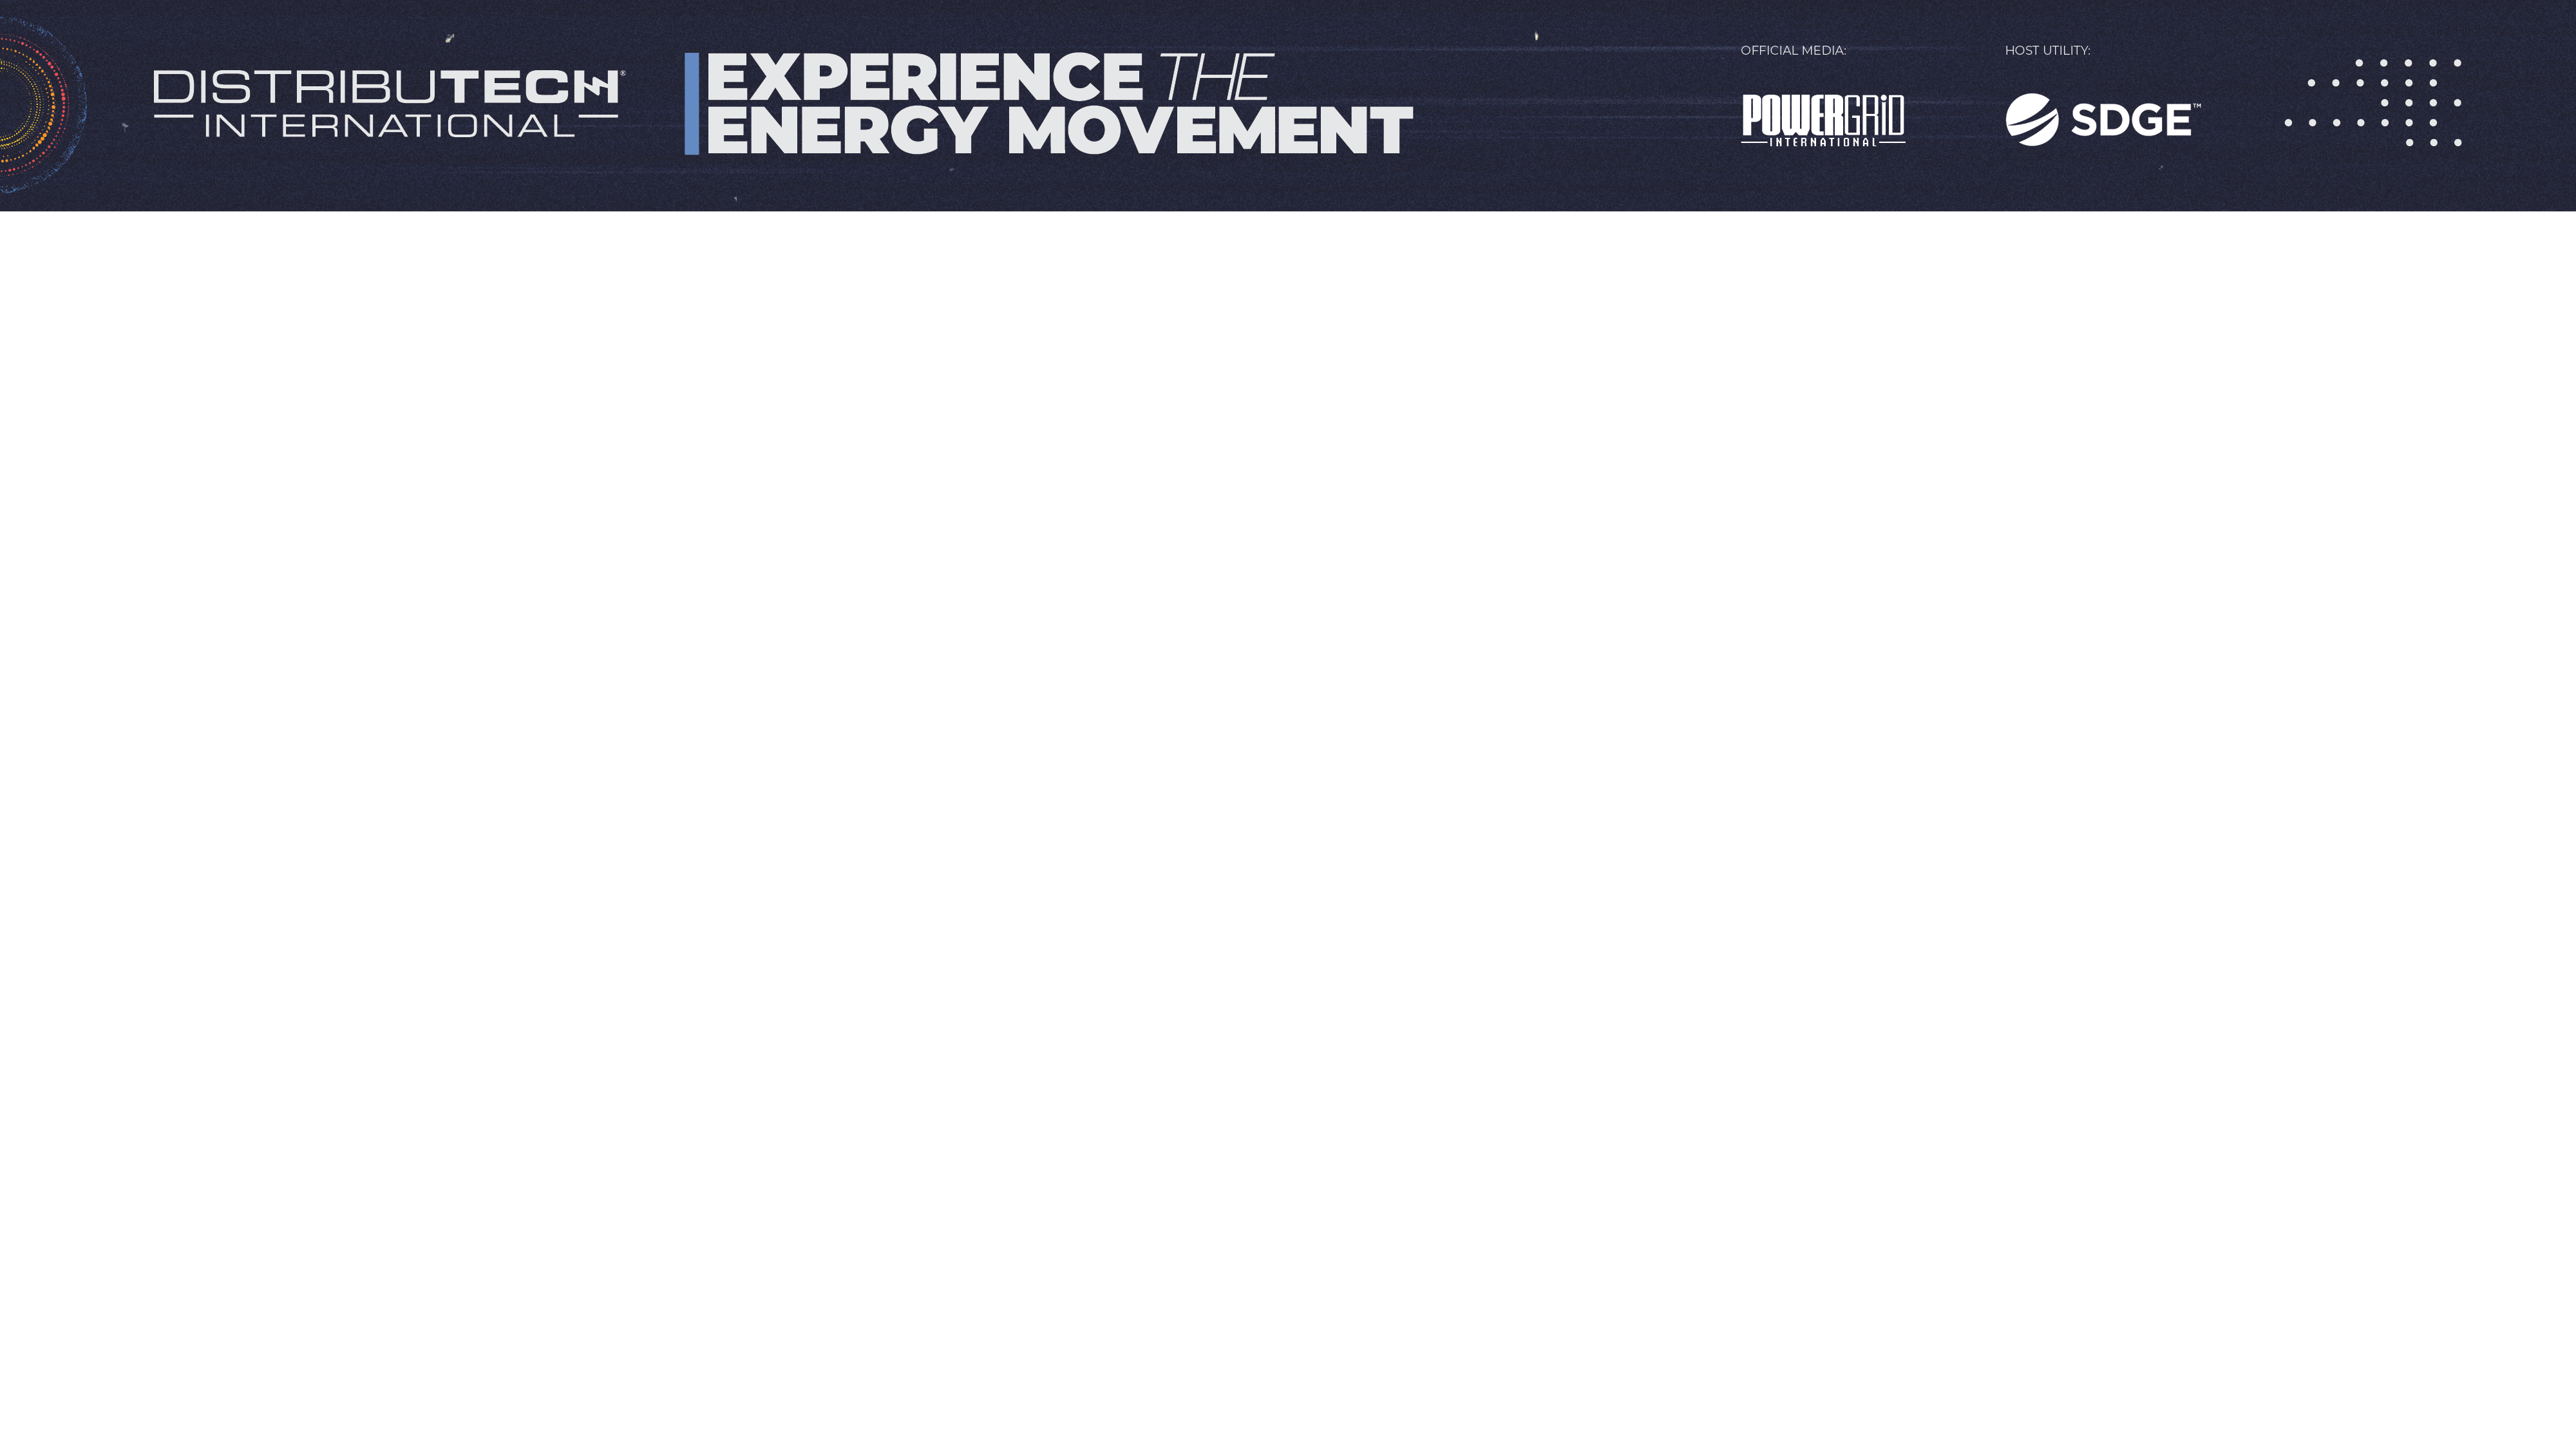 DISTRIBUTECH®
INTERNATIONAL
EXPERIENCE THE
ENERGY MOVEMENT
OFFICIAL MEDIA:
POWERGRiD
INTERNATIONAL
HOST UTILITY:
SDGE™